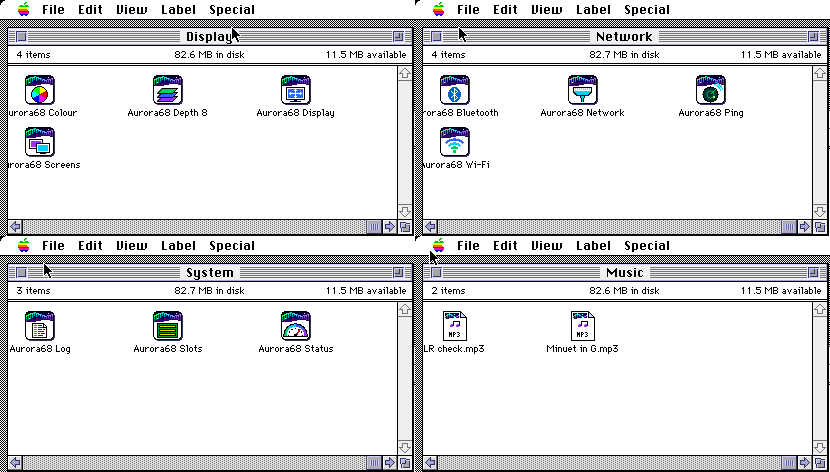 File Edit View Label Special
Display
4 items 82.6 MB in disk 11.5 MB available
urora68 Colour Aurora68 Depth 8 Aurora68 Display
urora68 Screens
File Edit View Label Special
Network
4 items 82.7 MB in disk 11.5 MB available
rora68 Bluetooth Aurora68 Network Aurora68 Ping
Aurora68 Wi-Fi
File Edit View Label Special
System
3 items 82.7 MB in disk 11.5 MB available
Aurora68 Log Aurora68 Slots Aurora68 Status
File Edit View Label Special
Music
2 items 82.6 MB in disk 11.5 MB available
MP3 MP3
LR check.mp3 Minuet in G.mp3